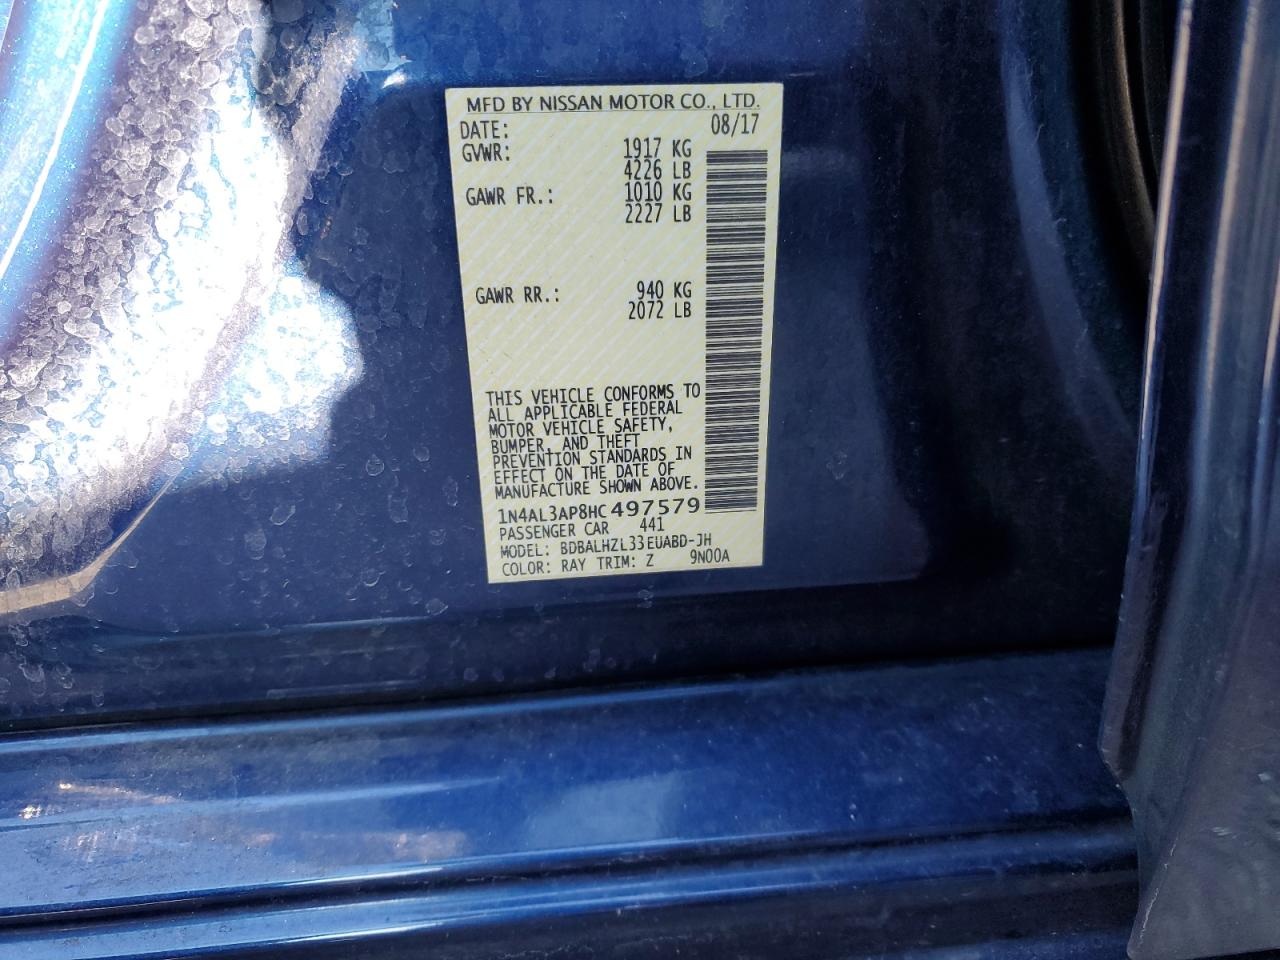 MFD BY NISSAN MOTOR CO., LTD.
DATE: 08/17
GVWR: 1917 KG
4226 LB
GAWR FR.: 1010 KG
2227 LB
GAWR RR.: 940 KG
2072 LB
THIS VEHICLE CONFORMS TO
ALL APPLICABLE FEDERAL
MOTOR VEHICLE SAFETY,
BUMPER, AND THEFT
PREVENTION STANDARDS IN
EFFECT ON THE DATE OF
MANUFACTURE SHOWN ABOVE.
1N4AL3AP8HC497579
PASSENGER CAR 441
MODEL: BDBALHZL33EUABD-JH
COLOR: RAY TRIM: Z 9N00A